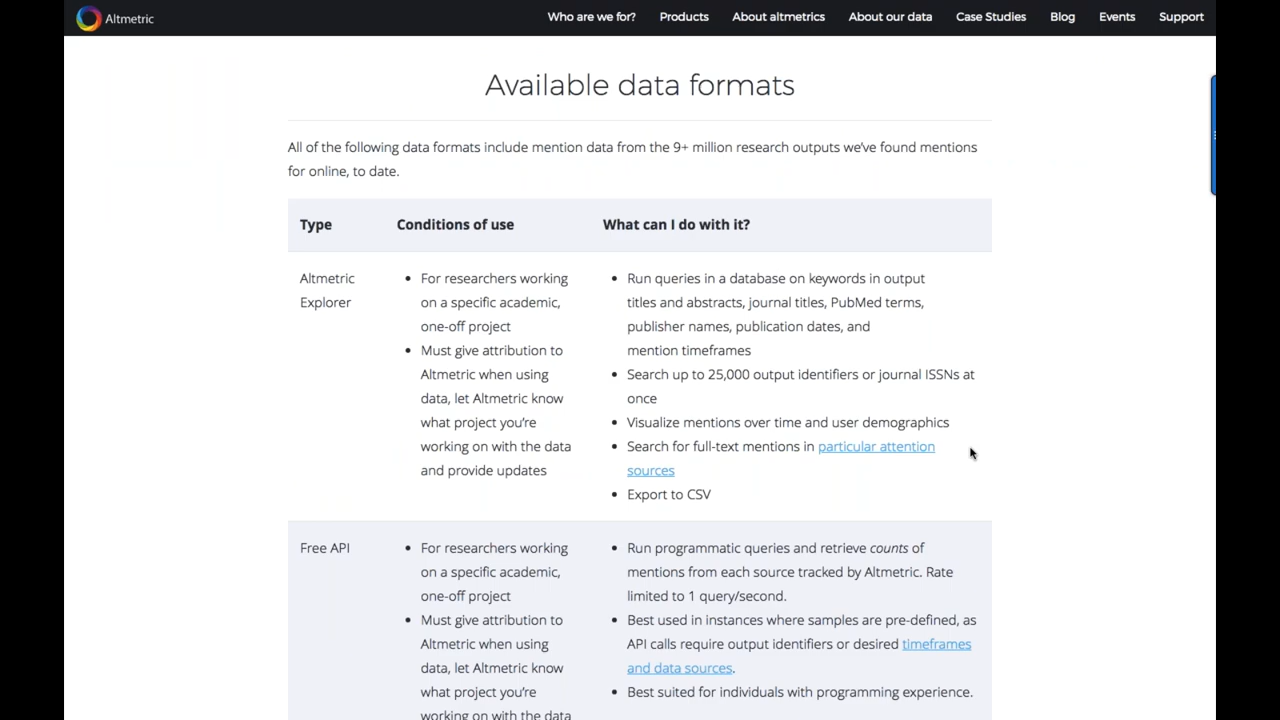 Altmetric
Who are we for? Products About altmetrics About our data Case Studies Blog Events Support
Available data formats
All of the following data formats include mention data from the 9+ million research outputs we've found mentions
for online, to date.
Type Conditions of use What can I do with it?
Altmetric
Explorer
• For researchers working
on a specific academic,
one-off project
• Must give attribution to
Altmetric when using
data, let Altmetric know
what project you're
working on with the data
and provide updates
• Run queries in a database on keywords in output
titles and abstracts, journal titles, PubMed terms,
publisher names, publication dates, and
mention timeframes
• Search up to 25,000 output identifiers or journal ISSNs at
once
• Visualize mentions over time and user demographics
• Search for full-text mentions in particular attention
sources
• Export to CSV
Free API
• For researchers working
on a specific academic,
one-off project
• Must give attribution to
Altmetric when using
data, let Altmetric know
what project you're
working on with the data
• Run programmatic queries and retrieve counts of
mentions from each source tracked by Altmetric. Rate
limited to 1 query/second.
• Best used in instances where samples are pre-defined, as
API calls require output identifiers or desired timeframes
and data sources.
• Best suited for individuals with programming experience.